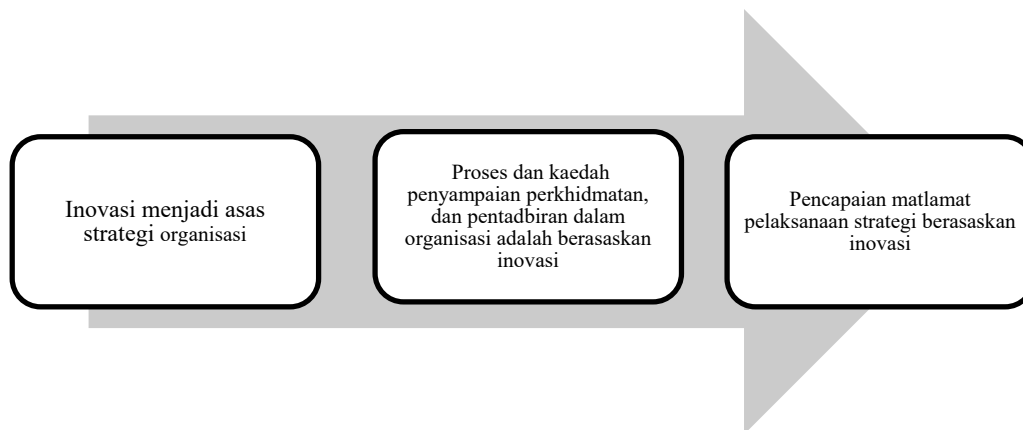 Inovasi menjadi asas
strategi organisasi
Proses dan kaedah
penyampaian perkhidmatan,
dan pentadbiran dalam
organisasi adalah berasaskan
inovasi
Pencapaian matlamat
pelaksanaan strategi berasaskan
inovasi